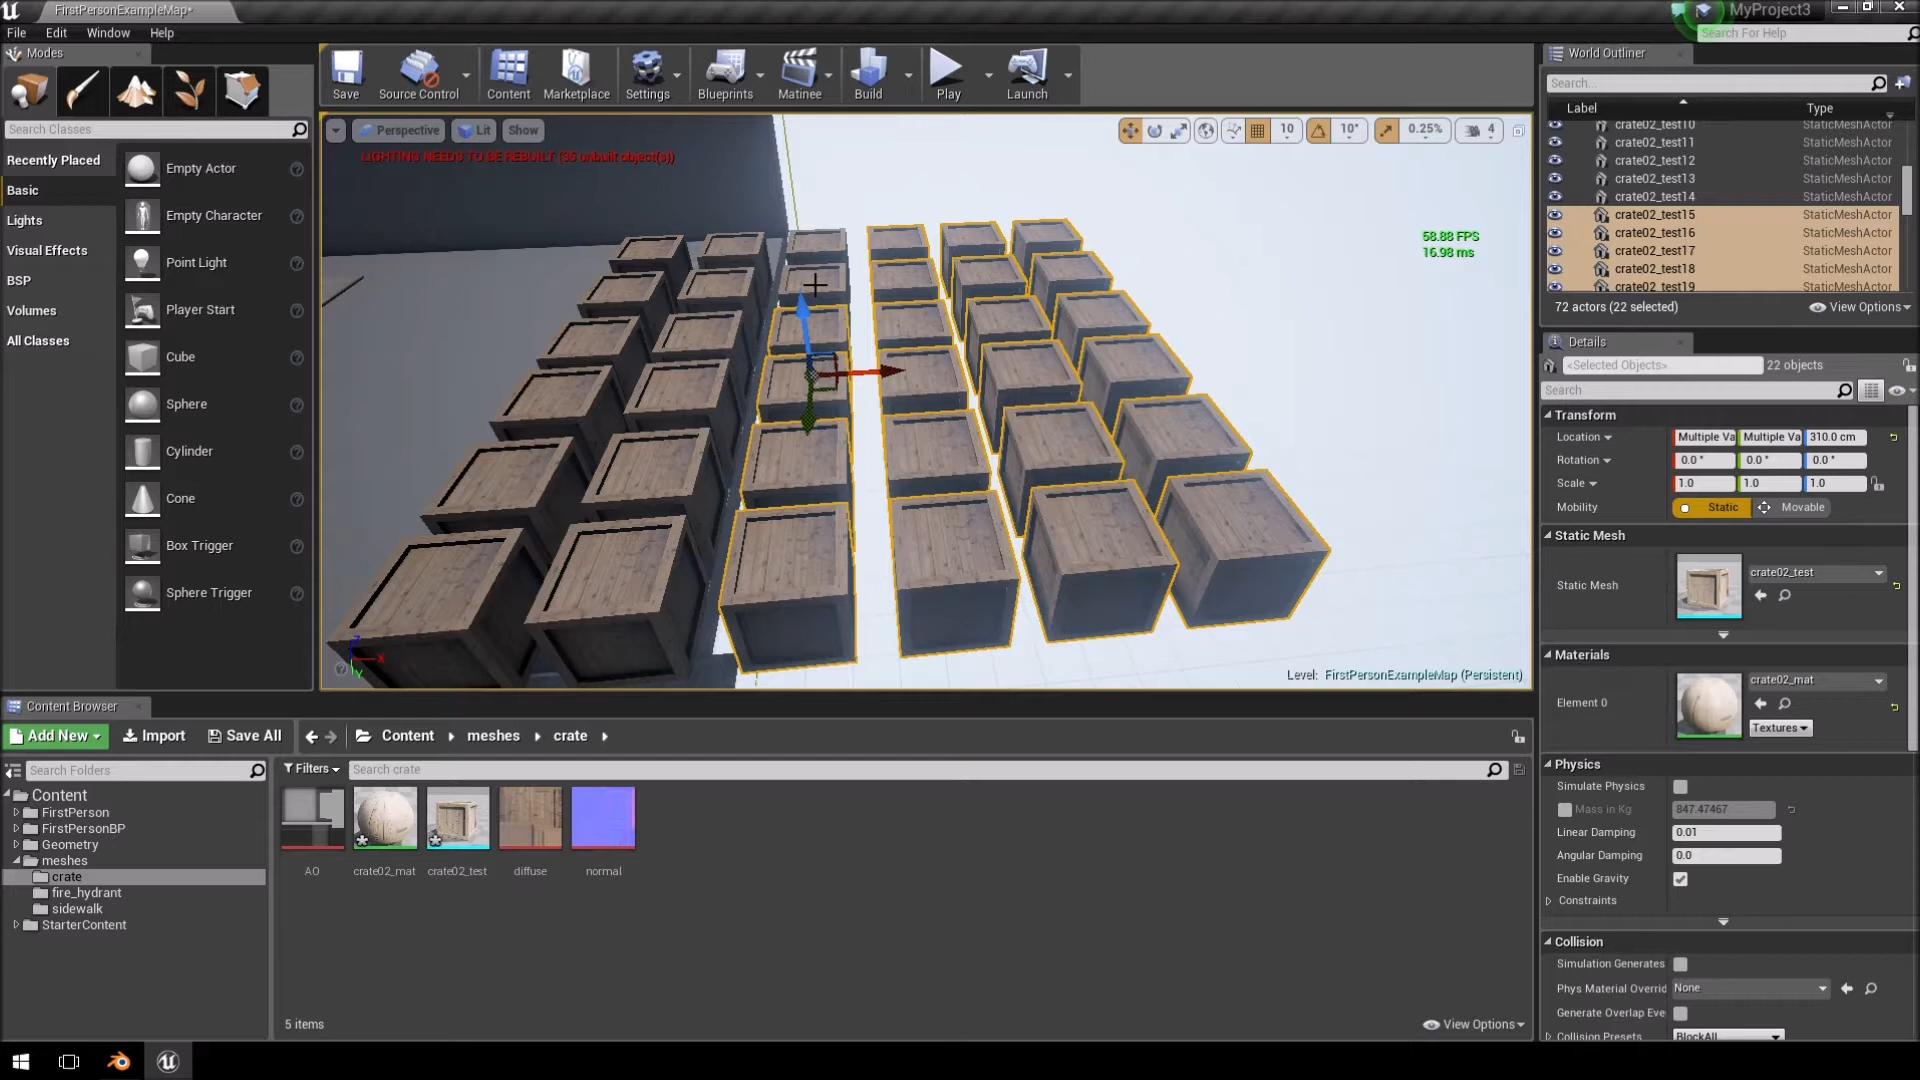 FirstPersonExampleMap*
MyProject3
File Edit Window Help
Search For Help
Modes
Search Classes
Recently Placed
Basic
Lights
Visual Effects
BSP
Volumes
All Classes
Empty Actor
Empty Character
Point Light
Player Start
Cube
Sphere
Cylinder
Cone
Box Trigger
Sphere Trigger
Save
Source Control
Content
Marketplace
Settings
Blueprints
Matinee
Build
Play
Launch
Perspective Lit Show
10 10° 0.25% 4
LIGHTING NEEDS TO BE REBUILT (36 unbuilt object(s))
58.88 FPS
16.98 ms
Z
X
Y
Level: FirstPersonExampleMap (Persistent)
World Outliner
Search...
Label Type
crate02_test10 StaticMeshActor
crate02_test11 StaticMeshActor
crate02_test12 StaticMeshActor
crate02_test13 StaticMeshActor
crate02_test14 StaticMeshActor
crate02_test15 StaticMeshActor
crate02_test16 StaticMeshActor
crate02_test17 StaticMeshActor
crate02_test18 StaticMeshActor
crate02_test19 StaticMeshActor
72 actors (22 selected) View Options
Details
<Selected Objects> 22 objects
Search
Transform
Location Multiple Va Multiple Va 310.0 cm
Rotation 0.0 ° 0.0 ° 0.0 °
Scale 1.0 1.0 1.0
Mobility Static Movable
Static Mesh
Static Mesh crate02_test
Materials
Element 0 crate02_mat
Textures
Physics
Simulate Physics
Mass in Kg 847.47467
Linear Damping 0.01
Angular Damping 0.0
Enable Gravity
Constraints
Collision
Simulation Generates
Phys Material Overrid None
Generate Overlap Eve
Collision Presets BlockAll
Content Browser
Add New Import Save All Content meshes crate
Search Folders
Filters Search crate
Content
FirstPerson
FirstPersonBP
Geometry
meshes
crate
fire_hydrant
sidewalk
StarterContent
AO crate02_mat crate02_test diffuse normal
5 items View Options